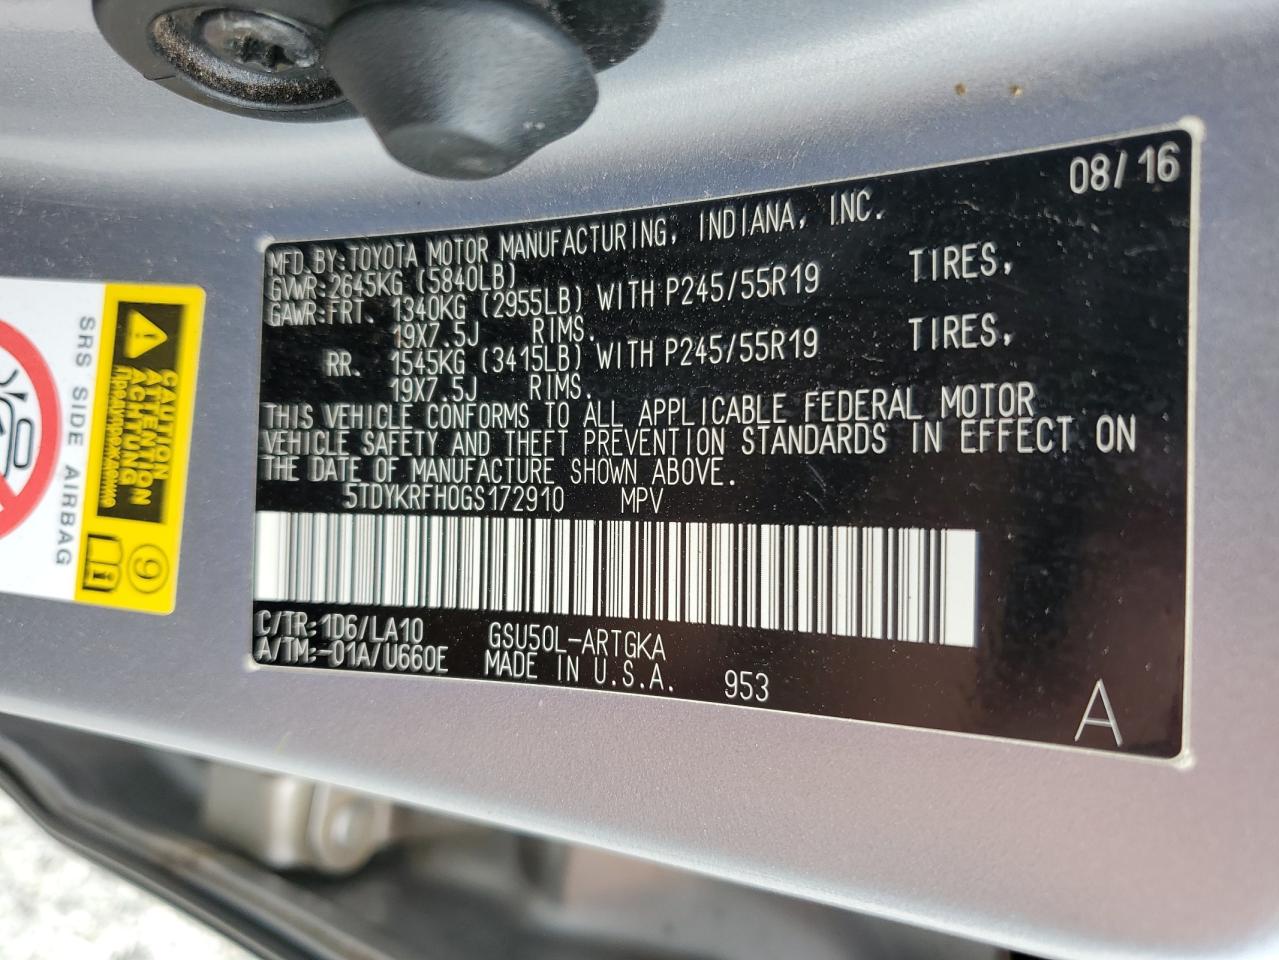 08/16
MFD.BY:TOYOTA MOTOR MANUFACTURING, INDIANA, INC.
GVWR:2645KG (5840LB)
GAWR:FRT. 1340KG (2955LB) WITH P245/55R19 TIRES,
19X7.5J RIMS.
RR. 1545KG (3415LB) WITH P245/55R19 TIRES,
19X7.5J RIMS.
THIS VEHICLE CONFORMS TO ALL APPLICABLE FEDERAL MOTOR
VEHICLE SAFETY AND THEFT PREVENTION STANDARDS IN EFFECT ON
THE DATE OF MANUFACTURE SHOWN ABOVE.
5TDYKRFH0GS172910 MPV
C/TR:1D6/LA10 GSU50L-ARTGKA
A/TM:-01A/U660E MADE IN U.S.A. 953
A
CAUTION
ATTENTION
ACHTUNG
Предупреждение
SRS SIDE AIRBAG
9